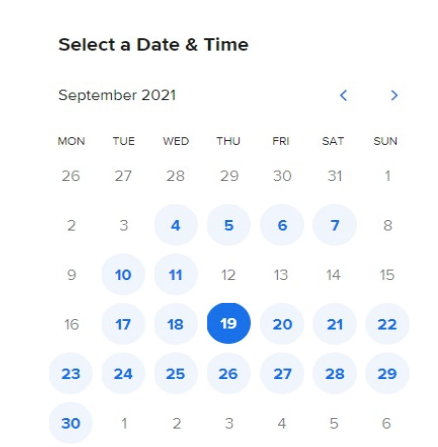 Select a Date & Time
September 2021
MON TUE WED THU FRI SAT SUN
26 27 28 29 30 31 1
2 3 4 5 6 7 8
9 10 11 12 13 14 15
16 17 18 19 20 21 22
23 24 25 26 27 28 29
30 1 2 3 4 5 6